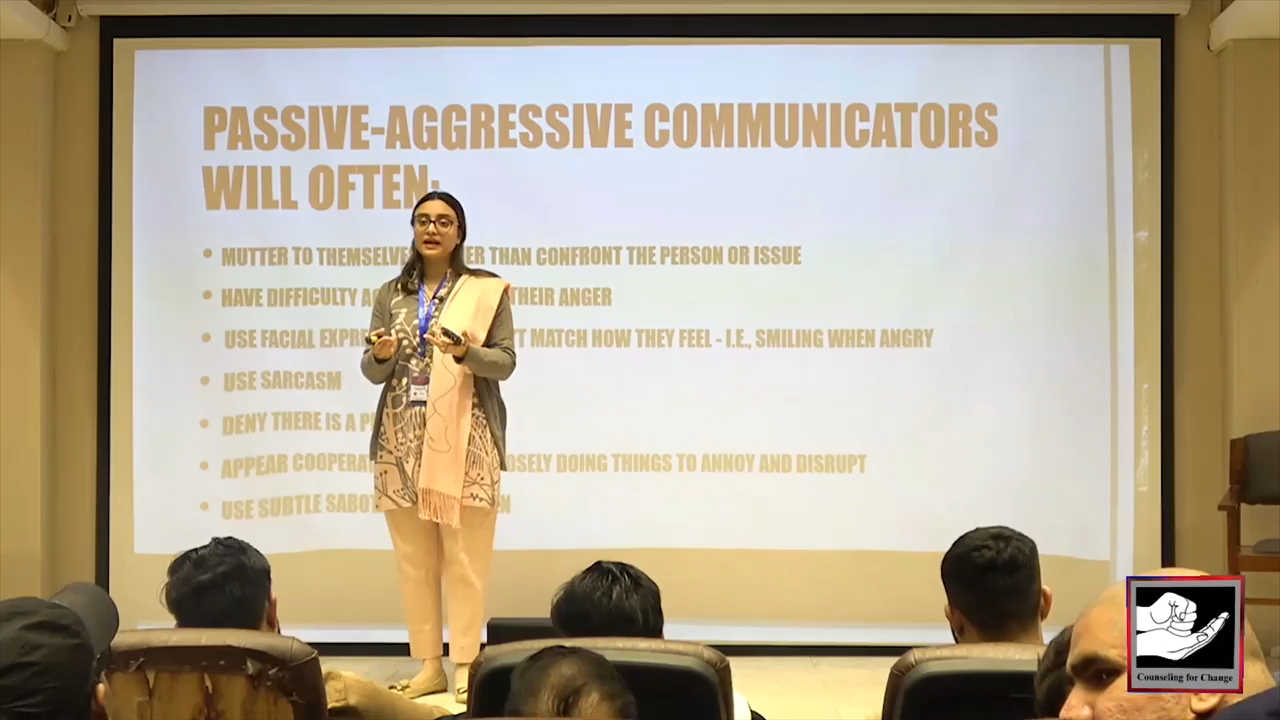 PASSIVE-AGGRESSIVE COMMUNICATORS
WILL OFTEN:
• MUTTER TO THEMSELVE ER THAN CONFRONT THE PERSON OR ISSUE
• HAVE DIFFICULTY THEIR ANGER
• USE FACIAL EXPRE T MATCH HOW THEY FEEL - I.E., SMILING WHEN ANGRY
• USE SARCASM
• DENY THERE IS A P
• APPEAR COOPERA OSELY DOING THINGS TO ANNOY AND DISRUPT
• USE SUBTLE SABOT N
Counseling for Change